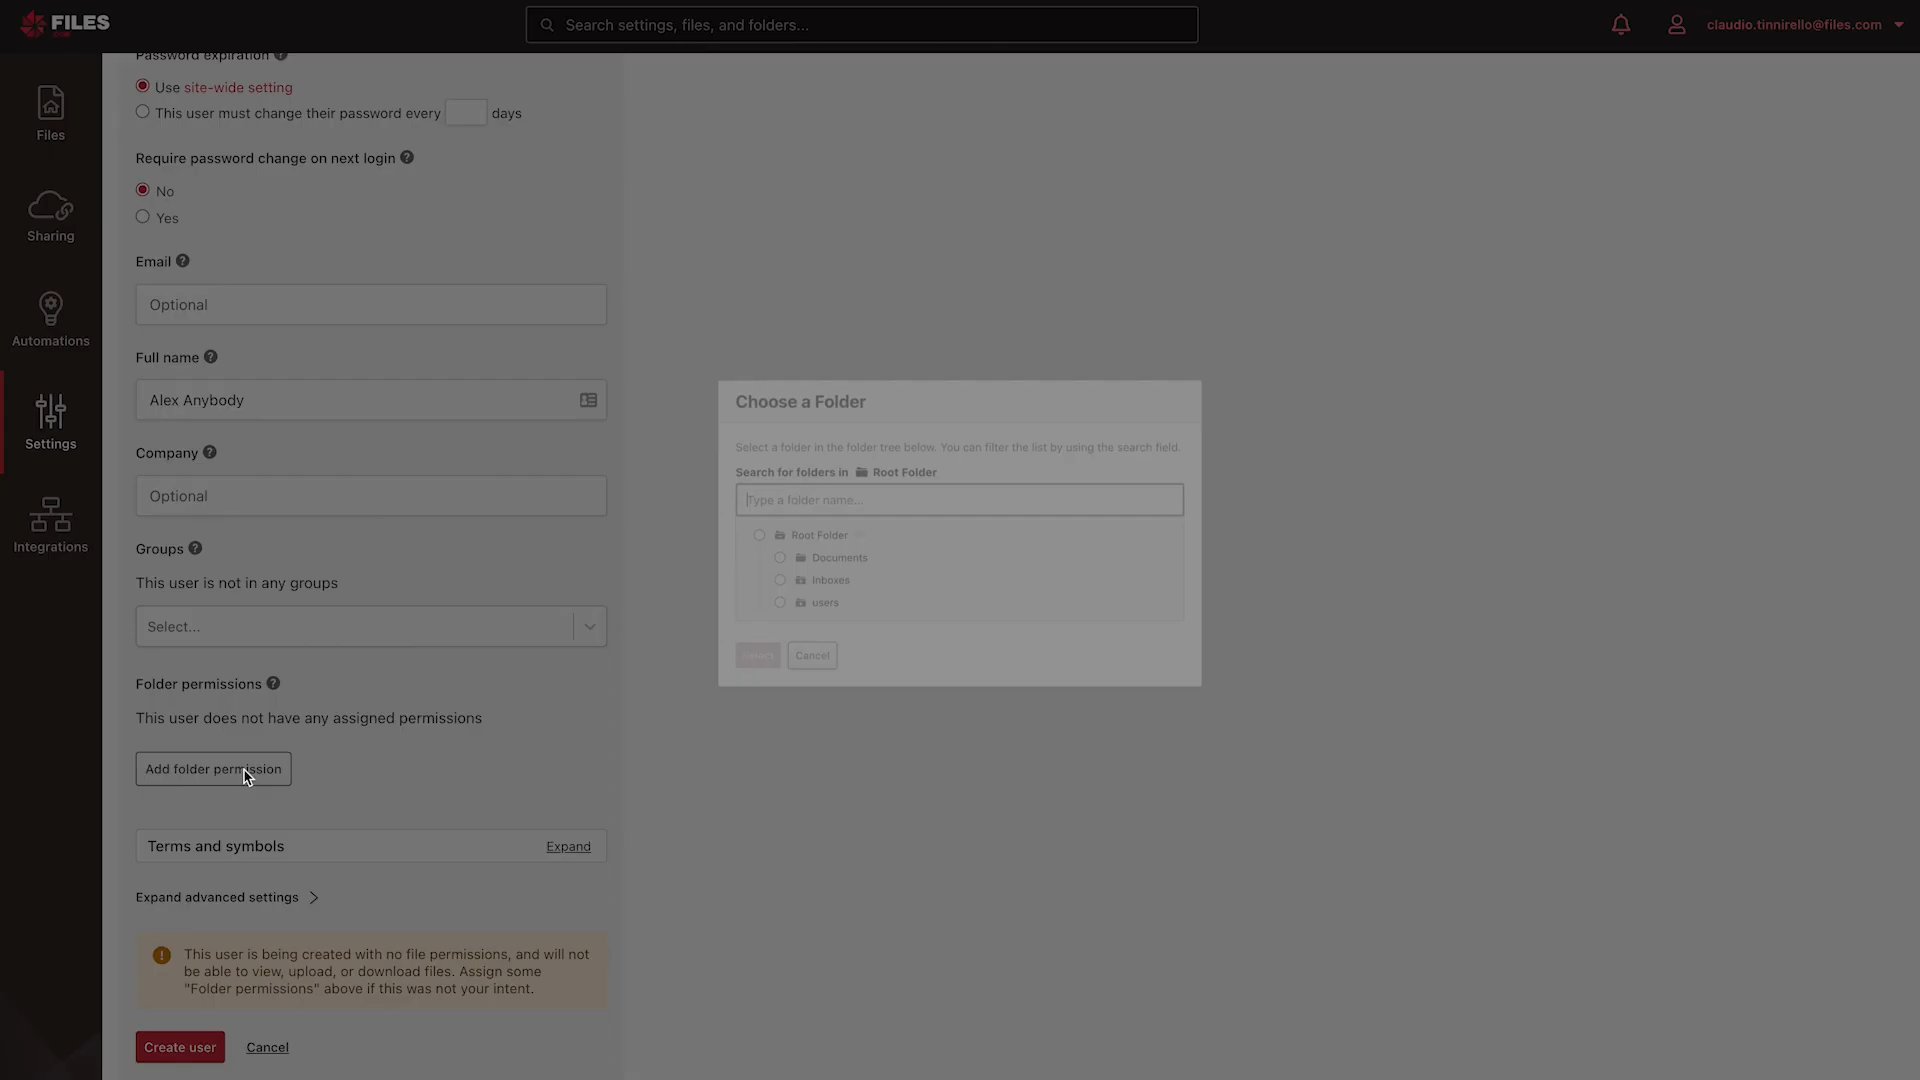 FILES
.COM
Search settings, files, and folders...
claudio.tinnirello@files.com
Files
Sharing
Automations
Settings
Integrations
Password expiration
Use site-wide setting
This user must change their password every days
Require password change on next login
No
Yes
Email
Optional
Full name
Alex Anybody
Company
Optional
Groups
This user is not in any groups
Select...
Folder permissions
This user does not have any assigned permissions
Add folder permission
Terms and symbols Expand
Expand advanced settings
This user is being created with no file permissions, and will not
be able to view, upload, or download files. Assign some
"Folder permissions" above if this was not your intent.
Create user Cancel
Choose a Folder
Select a folder in the folder tree below. You can filter the list by using the search field.
Search for folders in Root Folder
Type a folder name...
Root Folder
Documents
Inboxes
users
Select Cancel